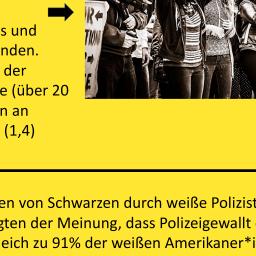 s und
nden.
der
e (über 20
n an
(1,4)
en von Schwarzen durch weiße Polizist
gten der Meinung, dass Polizeigewalt
eich zu 91% der weißen Amerikaner*i